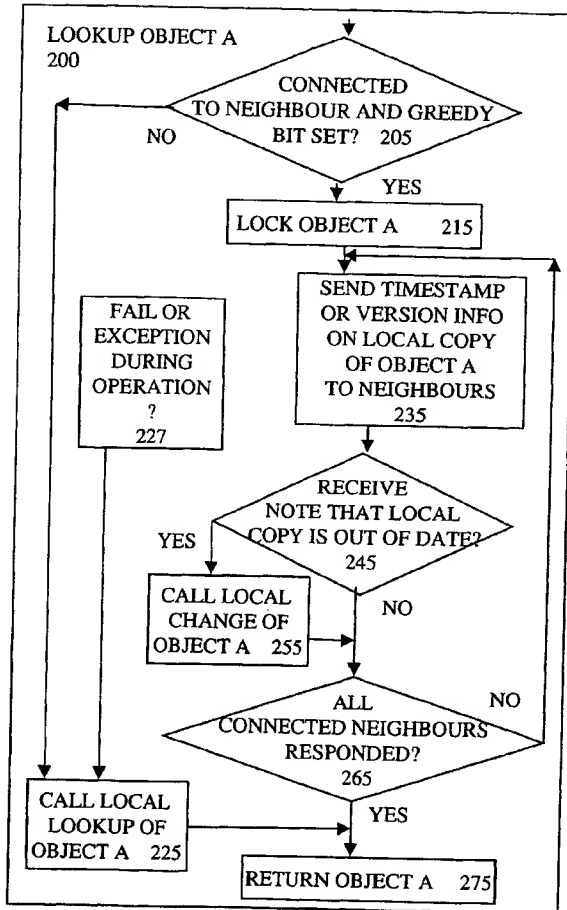 LOOKUP OBJECT A
200
CONNECTED
TO NEIGHBOUR AND GREEDY
BIT SET? 205
NO
YES
LOCK OBJECT A 215
SEND TIMESTAMP
OR VERSION INFO
ON LOCAL COPY
OF OBJECT A
TO NEIGHBOURS
235
FAIL OR
EXCEPTION
DURING
OPERATION
?
227
RECEIVE
NOTE THAT LOCAL
COPY IS OUT OF DATE?
245
YES
NO
CALL LOCAL
CHANGE OF
OBJECT A 255
ALL
CONNECTED NEIGHBOURS
RESPONDED?
265
NO
YES
CALL LOCAL
LOOKUP OF
OBJECT A 225
RETURN OBJECT A 275